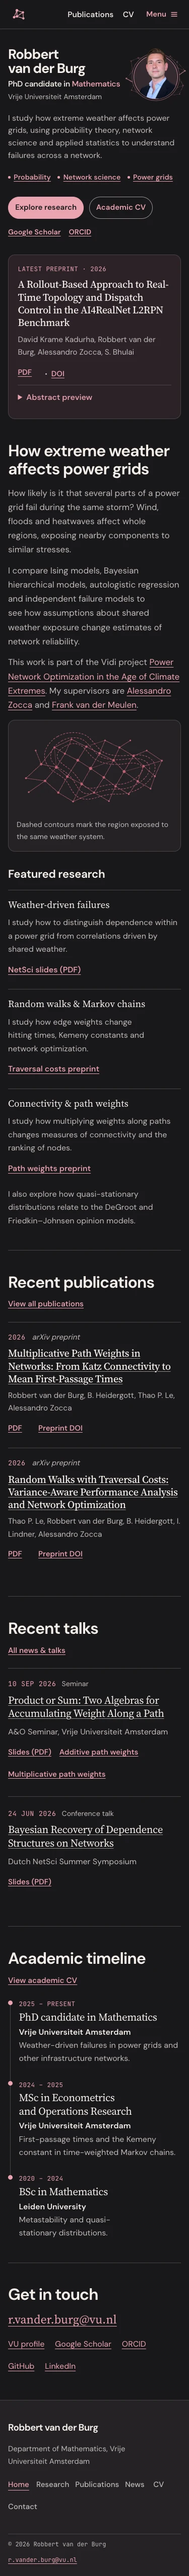 Publications CV Menu
Robbert
van der Burg
PhD candidate in Mathematics
Vrije Universiteit Amsterdam
I study how extreme weather affects power
grids, using probability theory, network
science and applied statistics to understand
failures across a network.
Probability Network science Power grids
Explore research Academic CV
Google Scholar ORCID
LATEST PREPRINT · 2026
A Rollout-Based Approach to Real-
Time Topology and Dispatch
Control in the AI4RealNet L2RPN
Benchmark
David Krame Kadurha, Robbert van der
Burg, Alessandro Zocca, S. Bhulai
PDF · DOI
Abstract preview
How extreme weather
affects power grids
How likely is it that several parts of a power
grid fail during the same storm? Wind,
floods and heatwaves affect whole
regions, exposing nearby components to
similar stresses.
I compare Ising models, Bayesian
hierarchical models, autologistic regression
and independent failure models to
see how assumptions about shared
weather exposure change estimates of
network reliability.
This work is part of the Vidi project Power
Network Optimization in the Age of Climate
Extremes. My supervisors are Alessandro
Zocca and Frank van der Meulen.
Dashed contours mark the region exposed to
the same weather system.
Featured research
Weather-driven failures
I study how to distinguish dependence within
a power grid from correlations driven by
shared weather.
NetSci slides (PDF)
Random walks & Markov chains
I study how edge weights change
hitting times, Kemeny constants and
network optimization.
Traversal costs preprint
Connectivity & path weights
I study how multiplying weights along paths
changes measures of connectivity and the
ranking of nodes.
Path weights preprint
I also explore how quasi-stationary
distributions relate to the DeGroot and
Friedkin–Johnsen opinion models.
Recent publications
View all publications
2026 arXiv preprint
Multiplicative Path Weights in
Networks: From Katz Connectivity to
Mean First-Passage Times
Robbert van der Burg, B. Heidergott, Thao P. Le,
Alessandro Zocca
PDF Preprint DOI
2026 arXiv preprint
Random Walks with Traversal Costs:
Variance-Aware Performance Analysis
and Network Optimization
Thao P. Le, Robbert van der Burg, B. Heidergott, I.
Lindner, Alessandro Zocca
PDF Preprint DOI
Recent talks
All news & talks
10 SEP 2026 Seminar
Product or Sum: Two Algebras for
Accumulating Weight Along a Path
A&O Seminar, Vrije Universiteit Amsterdam
Slides (PDF) Additive path weights
Multiplicative path weights
24 JUN 2026 Conference talk
Bayesian Recovery of Dependence
Structures on Networks
Dutch NetSci Summer Symposium
Slides (PDF)
Academic timeline
View academic CV
2025 – PRESENT
PhD candidate in Mathematics
Vrije Universiteit Amsterdam
Weather-driven failures in power grids and
other infrastructure networks.
2024 – 2025
MSc in Econometrics
and Operations Research
Vrije Universiteit Amsterdam
First-passage times and the Kemeny
constant in time-weighted Markov chains.
2020 – 2024
BSc in Mathematics
Leiden University
Metastability and quasi-
stationary distributions.
Get in touch
r.vander.burg@vu.nl
VU profile Google Scholar ORCID
GitHub LinkedIn
Robbert van der Burg
Department of Mathematics, Vrije
Universiteit Amsterdam
Home Research Publications News CV
Contact
© 2026 Robbert van der Burg
r.vander.burg@vu.nl